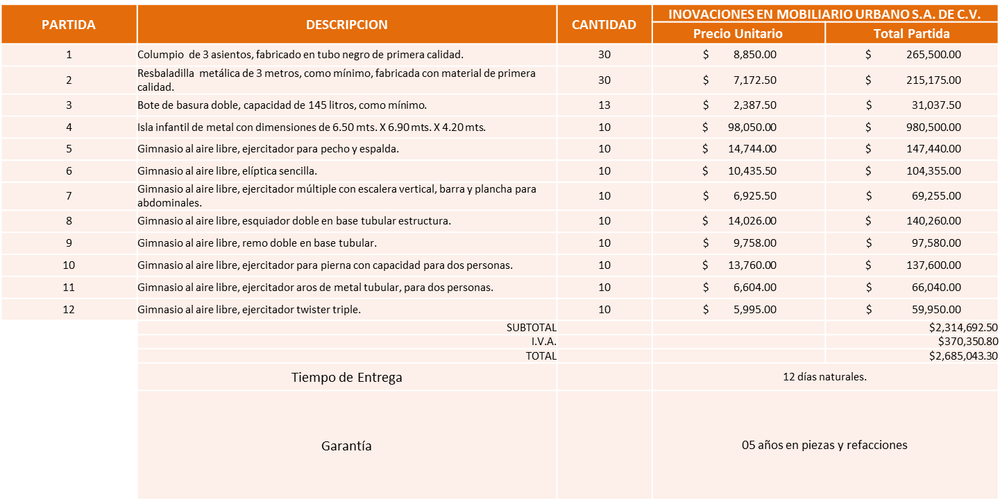 PARTIDA DESCRIPCION CANTIDAD INOVACIONES EN MOBILIARIO URBANO S.A. DE C.V.
Precio Unitario Total Partida
1 Columpio de 3 asientos, fabricado en tubo negro de primera calidad. 30 $ 8,850.00 $ 265,500.00
2 Resbaladilla metálica de 3 metros, como mínimo, fabricada con material de primera
calidad. 30 $ 7,172.50 $ 215,175.00
3 Bote de basura doble, capacidad de 145 litros, como mínimo. 13 $ 2,387.50 $ 31,037.50
4 Isla infantil de metal con dimensiones de 6.50 mts. X 6.90 mts. X 4.20 mts. 10 $ 98,050.00 $ 980,500.00
5 Gimnasio al aire libre, ejercitador para pecho y espalda. 10 $ 14,744.00 $ 147,440.00
6 Gimnasio al aire libre, elíptica sencilla. 10 $ 10,435.50 $ 104,355.00
7 Gimnasio al aire libre, ejercitador múltiple con escalera vertical, barra y plancha para
abdominales. 10 $ 6,925.50 $ 69,255.00
8 Gimnasio al aire libre, esquiador doble en base tubular estructura. 10 $ 14,026.00 $ 140,260.00
9 Gimnasio al aire libre, remo doble en base tubular. 10 $ 9,758.00 $ 97,580.00
10 Gimnasio al aire libre, ejercitador para pierna con capacidad para dos personas. 10 $ 13,760.00 $ 137,600.00
11 Gimnasio al aire libre, ejercitador aros de metal tubular, para dos personas. 10 $ 6,604.00 $ 66,040.00
12 Gimnasio al aire libre, ejercitador twister triple. 10 $ 5,995.00 $ 59,950.00
SUBTOTAL $2,314,692.50
I.V.A. $370,350.80
TOTAL $2,685,043.30
Tiempo de Entrega 12 días naturales.
Garantía 05 años en piezas y refacciones